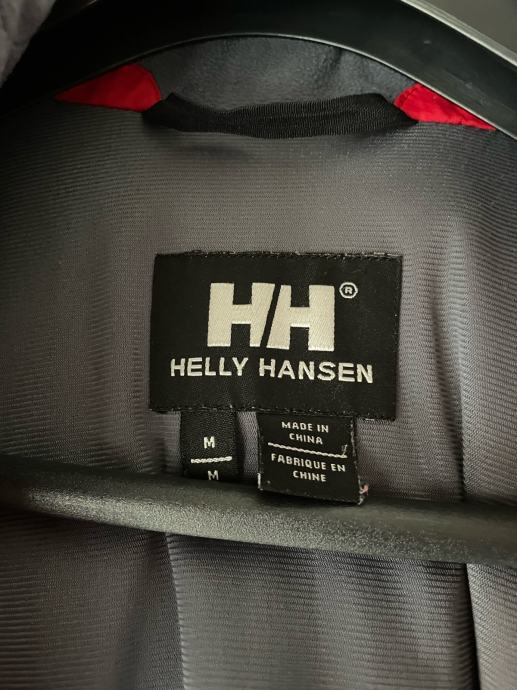 HH®
HELLY HANSEN
M
M
MADE IN
CHINA
FABRIQUE EN
CHINE